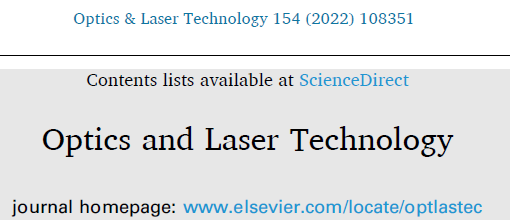 Optics & Laser Technology 154 (2022) 108351
Contents lists available at ScienceDirect
Optics and Laser Technology
journal homepage: www.elsevier.com/locate/optlastec